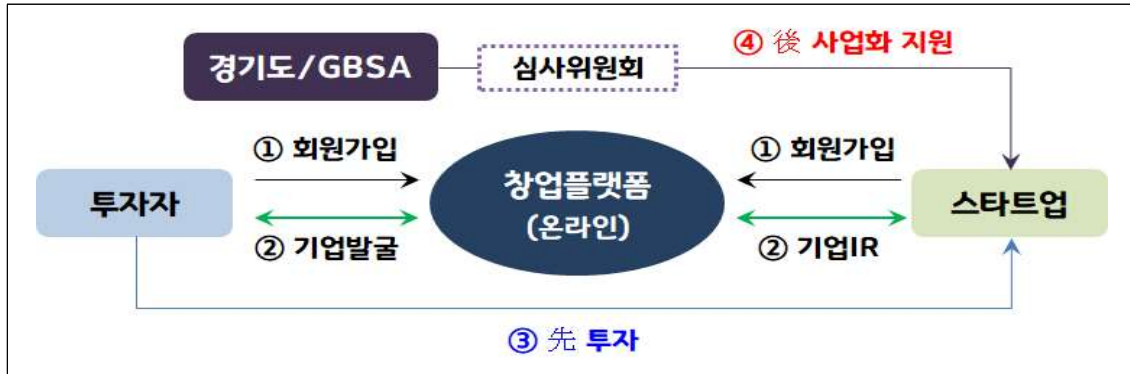 ④ 後 사업화 지원
경기도/GBSA
심사위원회
① 회원가입
① 회원가입
창업플랫폼
(온라인)
투자자
스타트업
② 기업발굴
② 기업IR
③ 先 투자